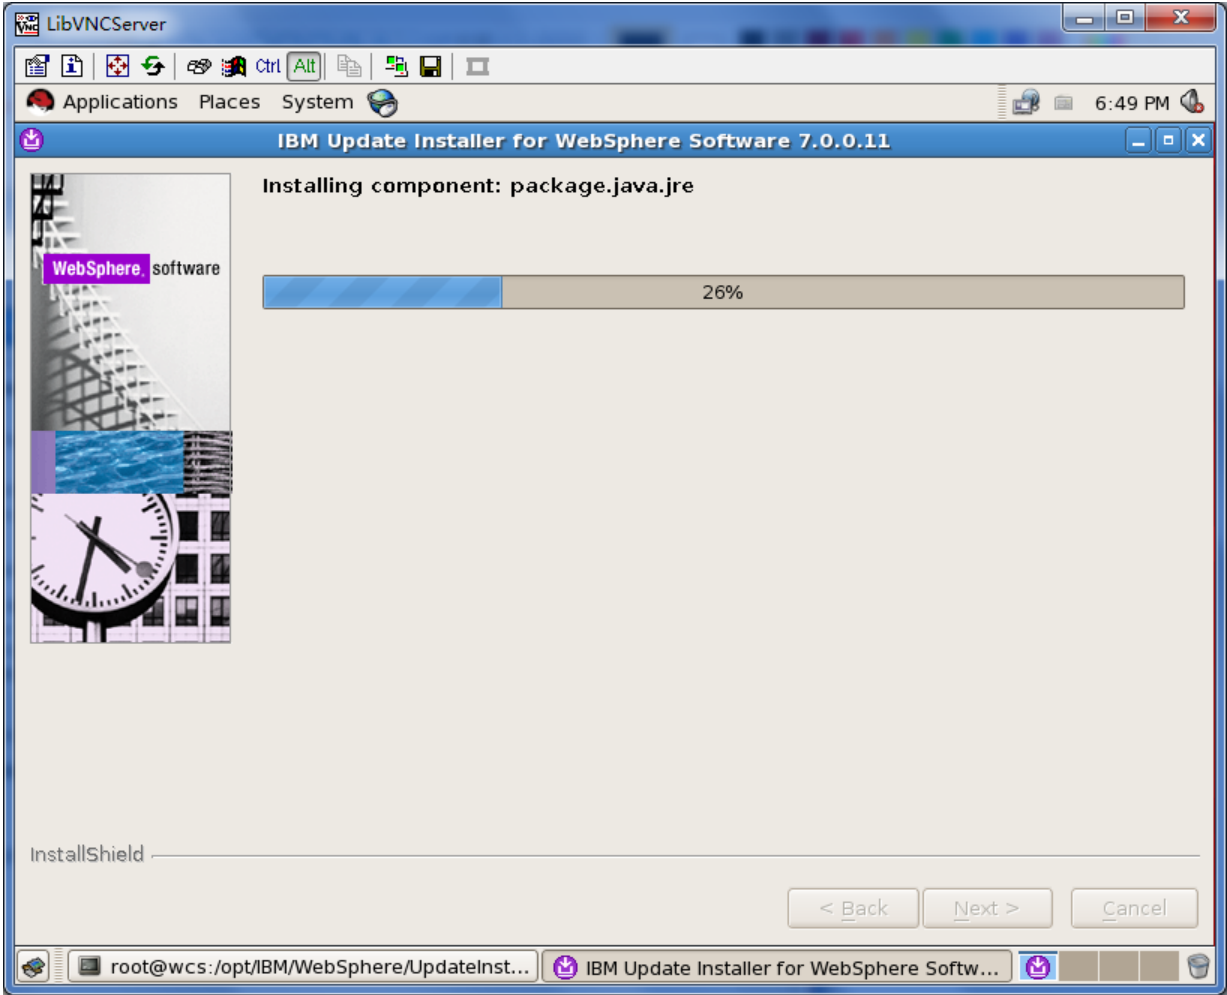 LibVNCServer
Ctrl Alt
Applications Places System 6:49 PM
IBM Update Installer for WebSphere Software 7.0.0.11
Installing component: package.java.jre
WebSphere. software
26%
InstallShield
< Back Next > Cancel
root@wcs:/opt/IBM/WebSphere/UpdateInst... IBM Update Installer for WebSphere Softw...